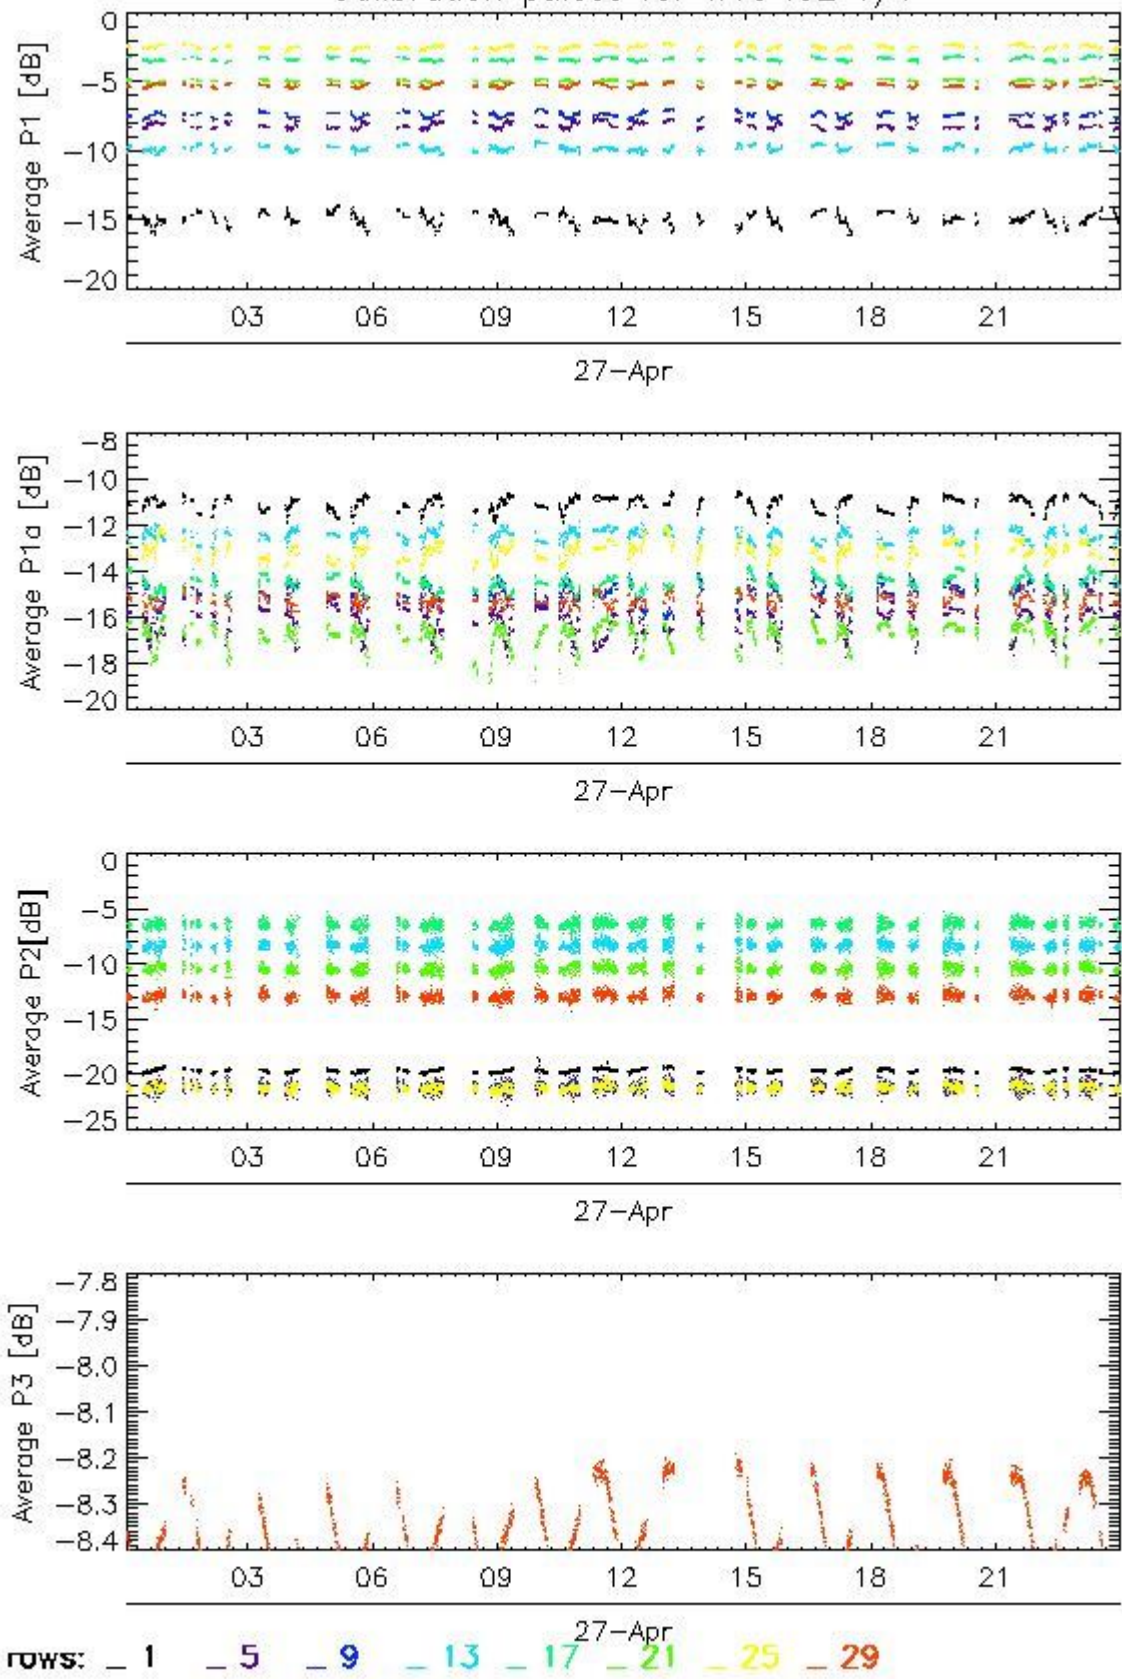 0
−5
−10
−15
−20
Average P1 [dB]
03 06 09 12 15 18 21
27−Apr
−8
−10
−12
−14
−16
−18
−20
Average P1a [dB]
03 06 09 12 15 18 21
27−Apr
0
−5
−10
−15
−20
−25
Average P2[dB]
03 06 09 12 15 18 21
27−Apr
−7.8
−7.9
−8.0
−8.1
−8.2
−8.3
−8.4
Average P3 [dB]
03 06 09 12 15 18 21
27−Apr
rows: _ 1 _ 5 _ 9 _ 13 _ 17 _ 21 _ 25 _ 29